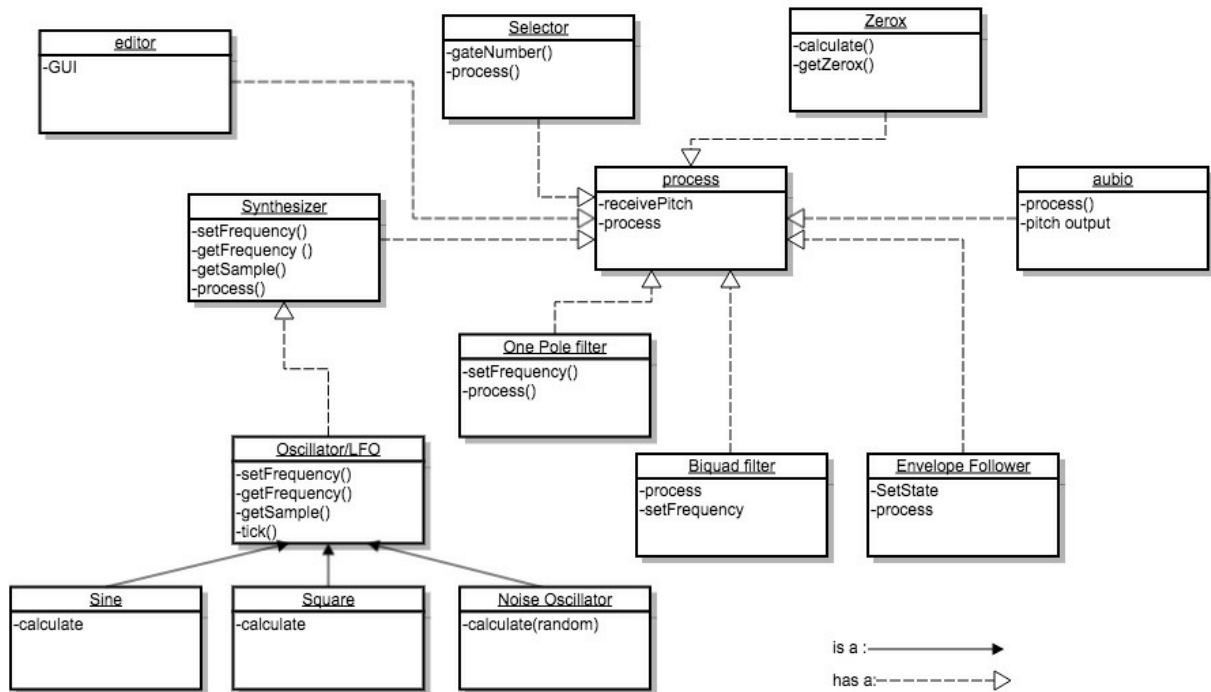 editor
-GUI
Selector
-gateNumber()
-process()
Zerox
-calculate()
-getZerox()
process
-receivePitch
-process
aubio
-process()
-pitch output
Synthesizer
-setFrequency()
-getFrequency ()
-getSample()
-process()
One Pole filter
-setFrequency()
-process()
Oscillator/LFO
-setFrequency()
-getFrequency()
-getSample()
-tick()
Biquad filter
-process
-setFrequency
Envelope Follower
-SetState
-process
Sine
-calculate
Square
-calculate
Noise Oscillator
-calculate(random)
is a :
has a: